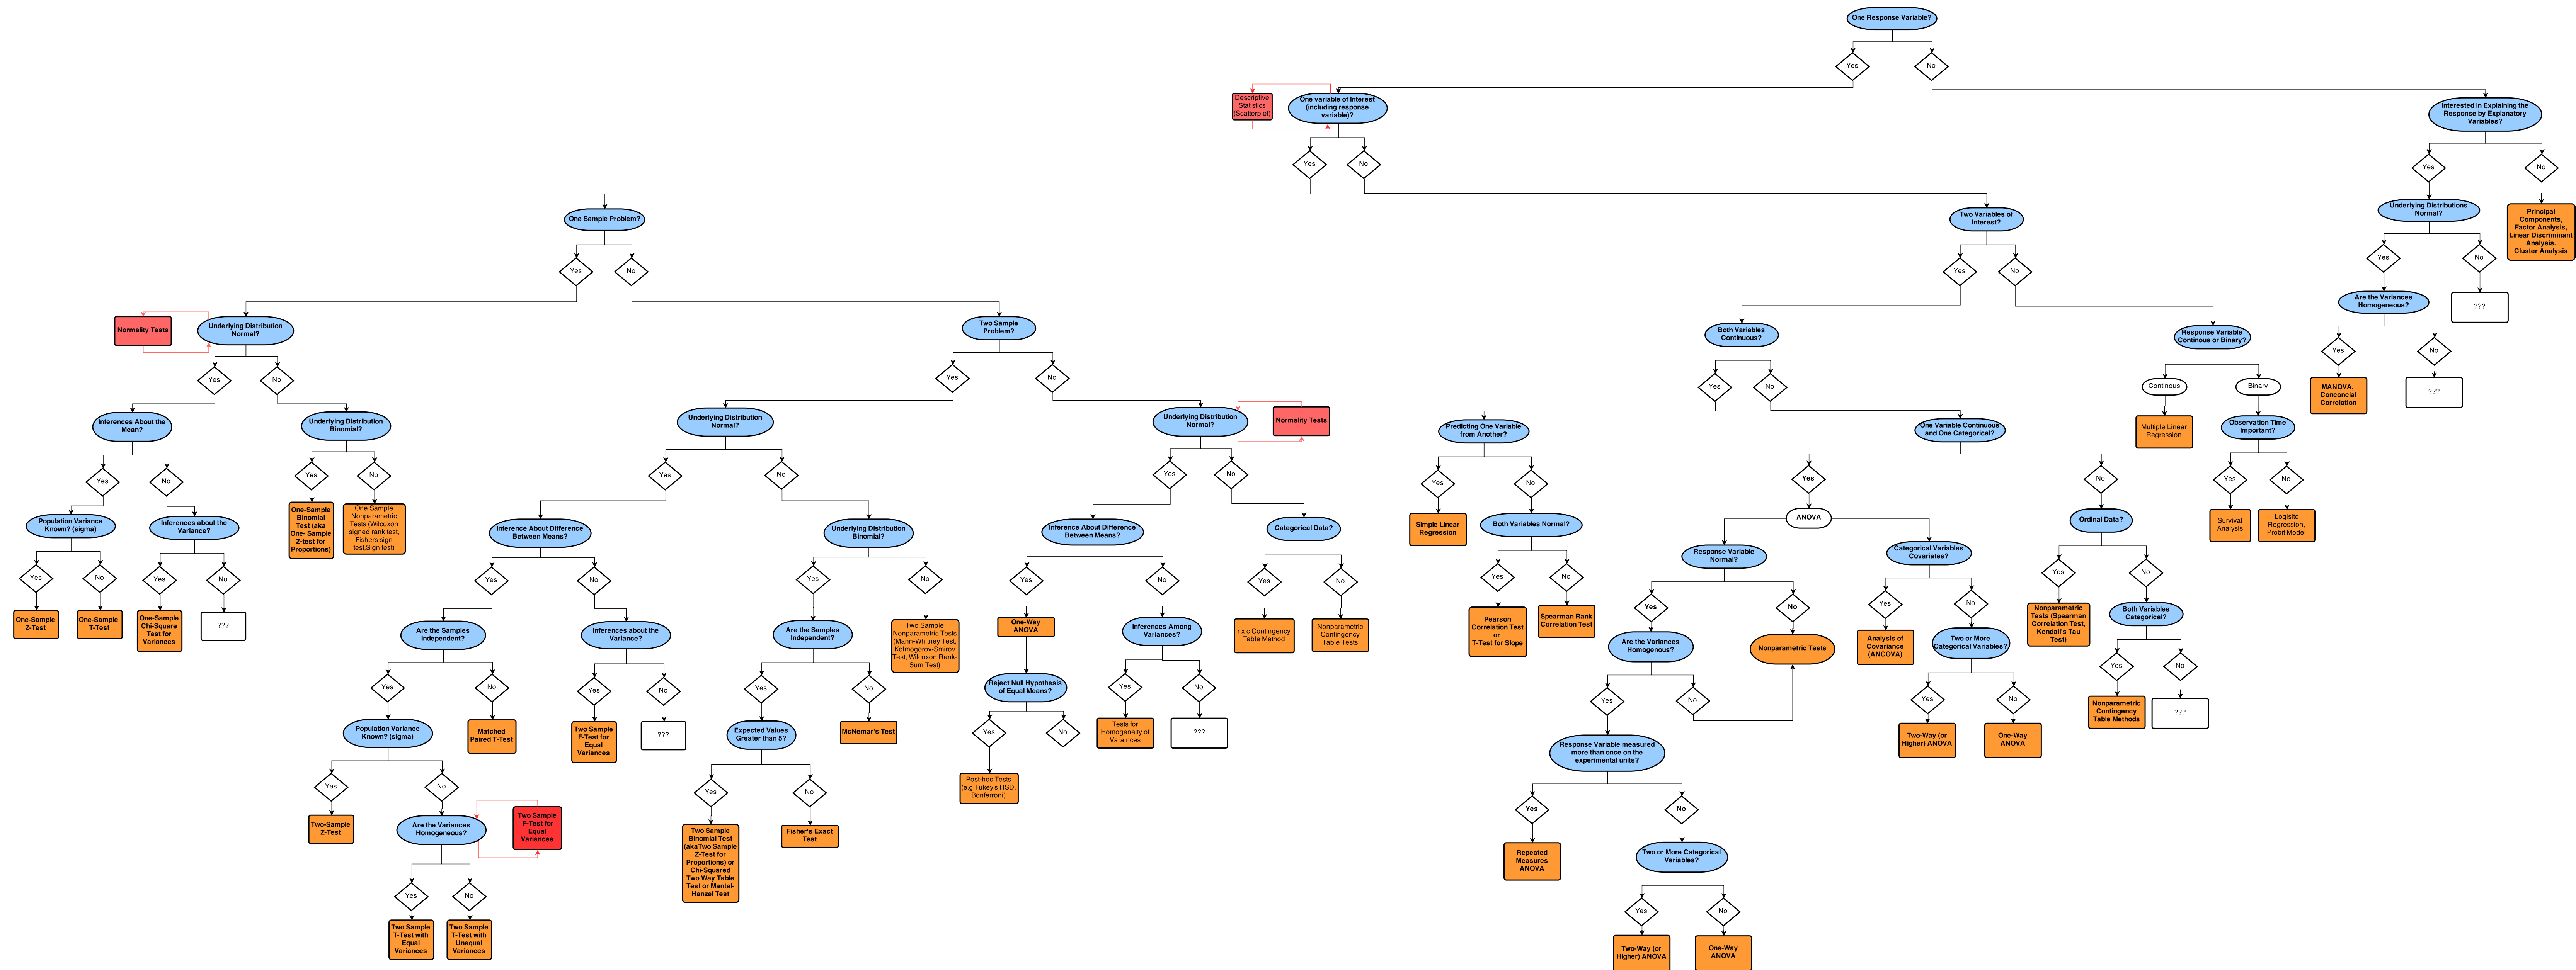 One Response Variable?
Yes
No
Descriptive
Statistics
(Scatterplot)
One variable of Interest
(including response
variable)?
Interested in Explaining the
Response by Explanatory
Variables?
Yes
No
Yes
No
One Sample Problem?
Two Variables of
Interest?
Underlying Distributions
Normal?
Principal
Components,
Factor Analysis,
Linear Discriminant
Analysis.
Cluster Analysis
Yes
No
Yes
No
Yes
No
Normality Tests
Underlying Distribution
Normal?
Two Sample
Problem?
Both Variables
Continuous?
Response Variable
Continous or Binary?
Are the Variances
Homogeneous?
???
Yes
No
Yes
No
Yes
No
Continous
Binary
Yes
No
Inferences About the
Mean?
Underlying Distribution
Binomial?
Underlying Distribution
Normal?
Underlying Distribution
Normal?
Normality Tests
Predicting One Variable
from Another?
One Variable Continuous
and One Categorical?
Multiple Linear
Regression
Observation Time
Important?
MANOVA,
Conconcial
Correlation
???
Yes
No
Yes
No
Yes
No
Yes
No
Yes
No
Yes
No
Yes
No
Population Variance
Known? (sigma)
Inferences about the
Variance?
One-Sample
Binomial
Test (aka
One- Sample
Z-test for
Proportions)
One Sample
Nonparametric
Tests (Wilcoxon
signed rank test,
Fishers sign
test,Sign test)
Inference About Difference
Between Means?
Underlying Distribution
Binomial?
Inference About Difference
Between Means?
Categorical Data?
Simple Linear
Regression
Both Variables Normal?
ANOVA
Ordinal Data?
Survival
Analysis
Logisitc
Regression,
Probit Model
Yes
No
Yes
No
Yes
No
Yes
No
Yes
No
Yes
No
Yes
No
Response Variable
Normal?
Categorical Variables
Covariates?
Yes
No
One-Sample
Z-Test
One-Sample
T-Test
One-Sample
Chi-Square
Test for
Variances
???
Are the Samples
Independent?
Inferences about the
Variance?
Are the Samples
Independent?
Two Sample
Nonparametric Tests
(Mann-Whitney Test,
Kolmogorov-Smirov
Test, Wilcoxon Rank-
Sum Test)
One-Way
ANOVA
Inferences Among
Variances?
r x c Contingency
Table Method
Nonparametric
Contingency
Table Tests
Pearson
Correlation Test
or
T-Test for Slope
Spearman Rank
Correlation Test
Yes
No
Yes
No
Nonparametric
Tests (Spearman
Correlation Test,
Kendall's Tau
Test)
Both Variables
Categorical?
Yes
No
Yes
No
Yes
No
Reject Null Hypothesis
of Equal Means?
Yes
No
Are the Variances
Homogenous?
Nonparametric Tests
Analysis of
Covariance
(ANCOVA)
Two or More
Categorical Variables?
Yes
No
Population Variance
Known? (sigma)
Matched
Paired T-Test
Two Sample
F-Test for
Equal
Variances
???
Expected Values
Greater than 5?
McNemar's Test
Yes
No
Tests for
Homogeneity of
Varainces
???
Yes
No
Yes
No
Nonparametric
Contingency
Table Methods
???
Yes
No
Yes
No
Post-hoc Tests
(e.g Tukey's HSD,
Bonferroni)
Response Variable measured
more than once on the
experimental units?
Two-Way (or
Higher) ANOVA
One-Way
ANOVA
Two-Sample
Z-Test
Are the Variances
Homogeneous?
Two Sample
F-Test for
Equal
Variances
Two Sample
Binomial Test
(akaTwo Sample
Z-Test for
Proportions) or
Chi-Squared
Two Way Table
Test or Mantel-
Hanzel Test
Fisher's Exact
Test
Yes
No
Yes
No
Repeated
Measures
ANOVA
Two or More Categorical
Variables?
Two Sample
T-Test with
Equal
Variances
Two Sample
T-Test with
Unequal
Variances
Yes
No
Two-Way (or
Higher) ANOVA
One-Way
ANOVA